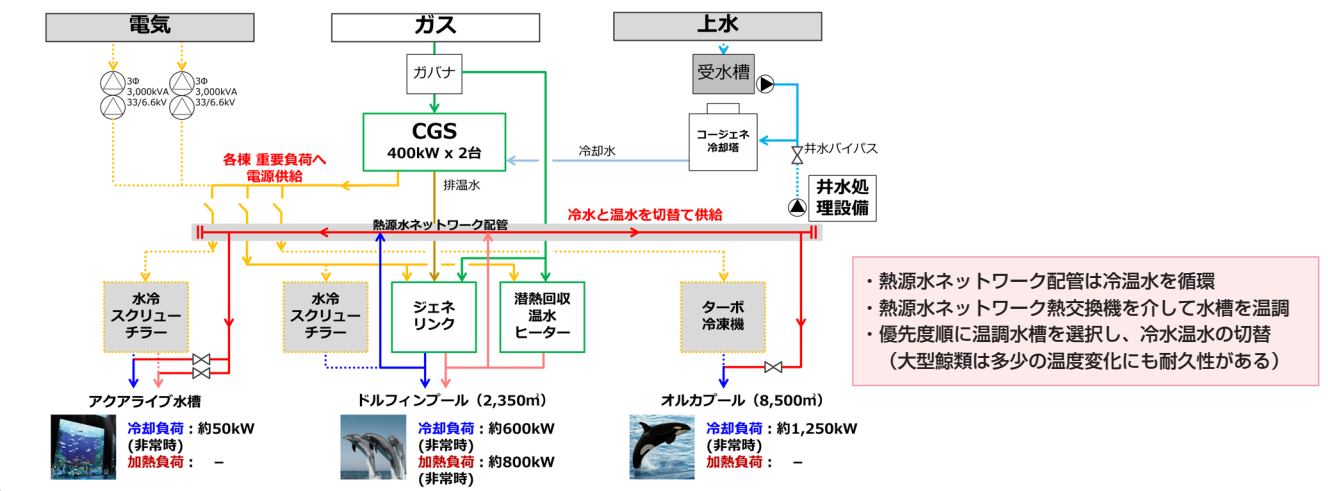 電気
ガス
上水
3Φ
3,000kVA
33/6.6kV
3Φ
3,000kVA
33/6.6kV
ガバナ
受水槽
CGS
400kW x 2台
コージェネ
冷却塔
冷却水
井水バイパス
各棟 重要負荷へ
電源供給
排温水
井水処
理設備
冷水と温水を切替て供給
熱源水ネットワーク配管
水冷
スクリュー
チラー
水冷
スクリュー
チラー
ジェネ
リンク
潜熱回収
温水
ヒーター
ターボ
冷凍機
・熱源水ネットワーク配管は冷温水を循環
・熱源水ネットワーク熱交換機を介して水槽を温調
・優先度順に温調水槽を選択し、冷水温水の切替
（大型鯨類は多少の温度変化にも耐久性がある）
アクアライブ水槽
冷却負荷：約50kW
(非常時)
加熱負荷： －
ドルフィンプール（2,350㎥）
冷却負荷：約600kW
(非常時)
加熱負荷：約800kW
(非常時)
オルカプール（8,500㎥）
冷却負荷：約1,250kW
(非常時)
加熱負荷： －